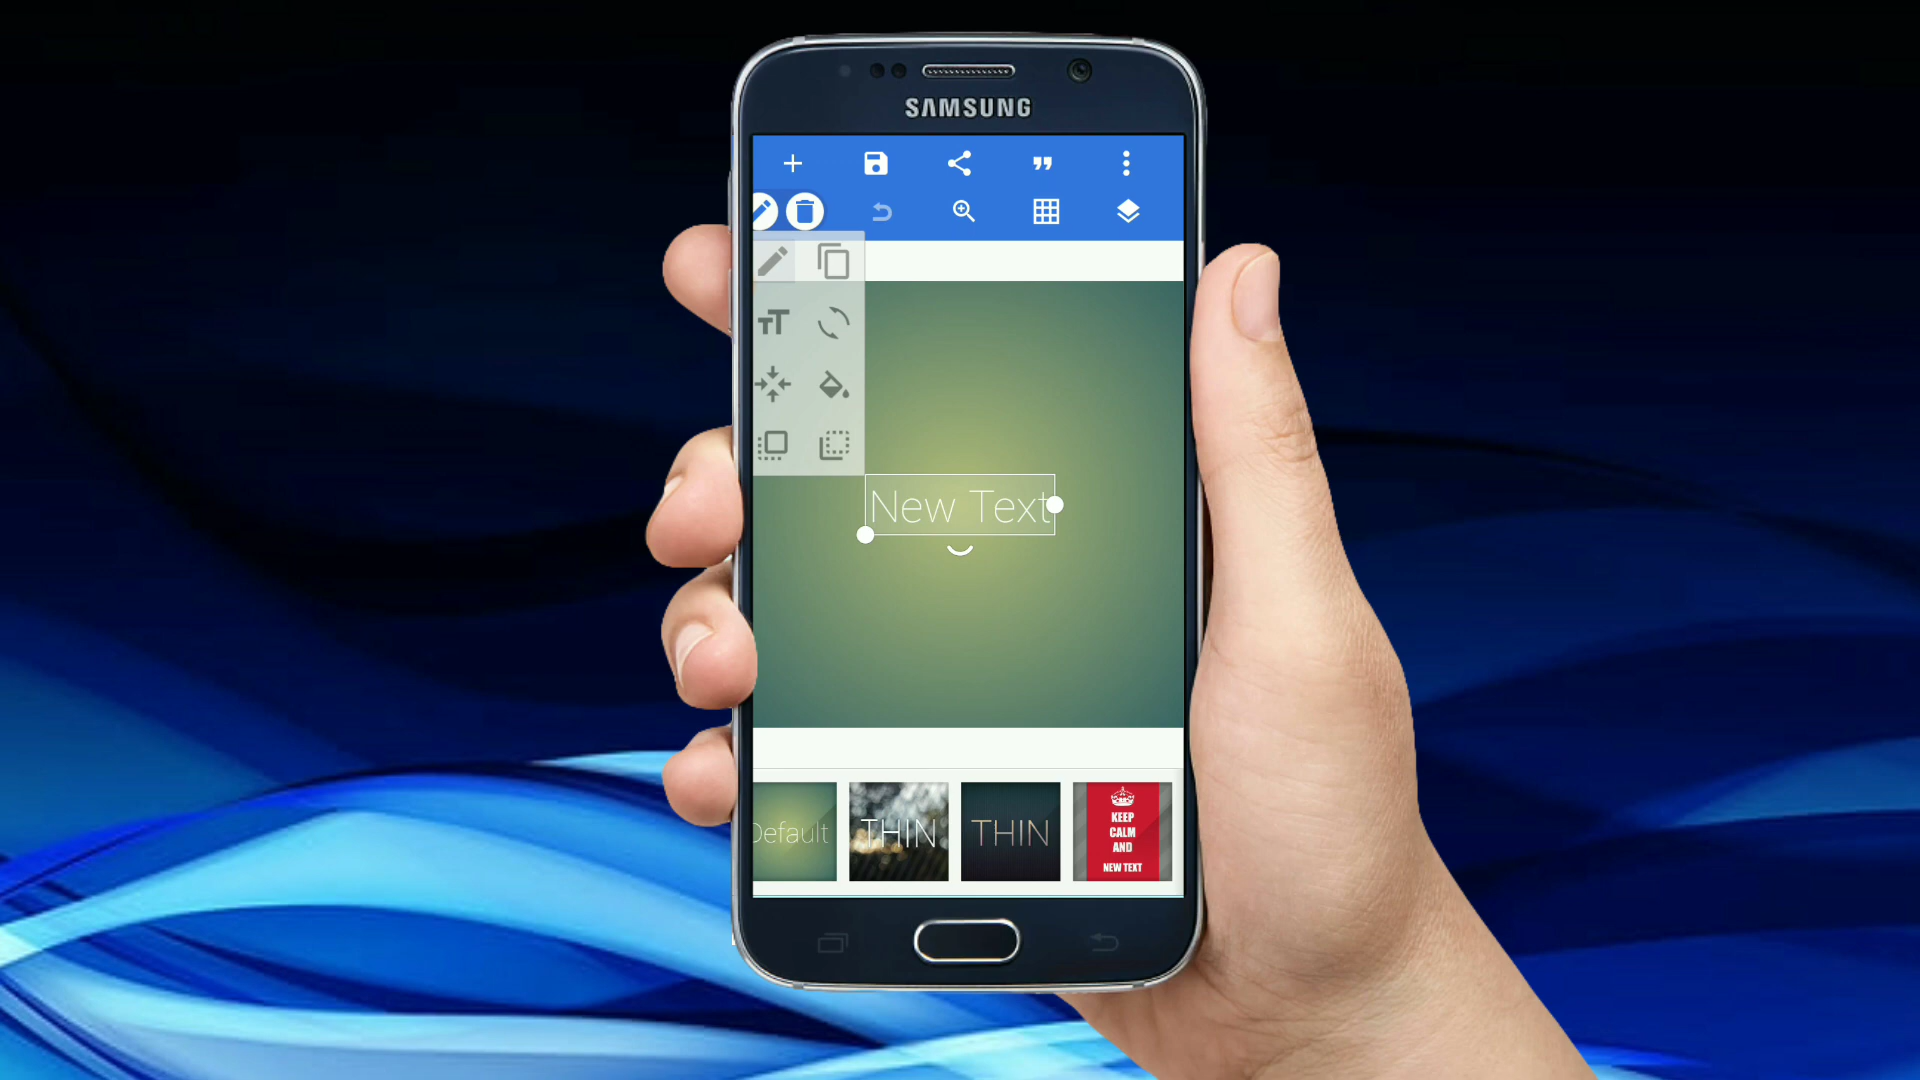 SAMSUNG
New Text
Default
THIN
THIN
KEEP
CALM
AND
NEW TEXT